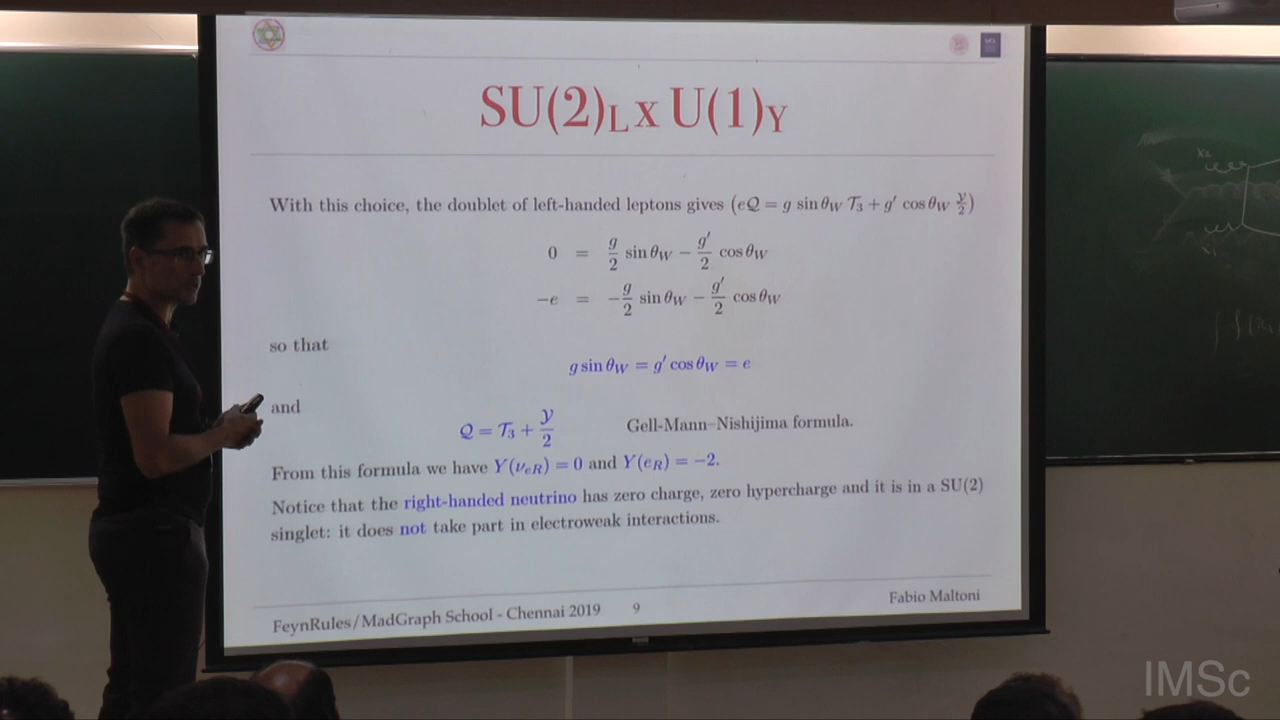 SU(2)L x U(1)Y
With this choice, the doublet of left-handed leptons gives (eQ = g sin θW T3 + g′ cos θW Y/2)
0 = g/2 sin θW − g′/2 cos θW
−e = −g/2 sin θW − g′/2 cos θW
so that
g sin θW = g′ cos θW = e
and
Q = T3 + Y/2 Gell-Mann–Nishijima formula.
From this formula we have Y(νeR) = 0 and Y(eR) = −2.
Notice that the right-handed neutrino has zero charge, zero hypercharge and it is in a SU(2)
singlet: it does not take part in electroweak interactions.
FeynRules/MadGraph School - Chennai 2019 9 Fabio Maltoni
IMSc